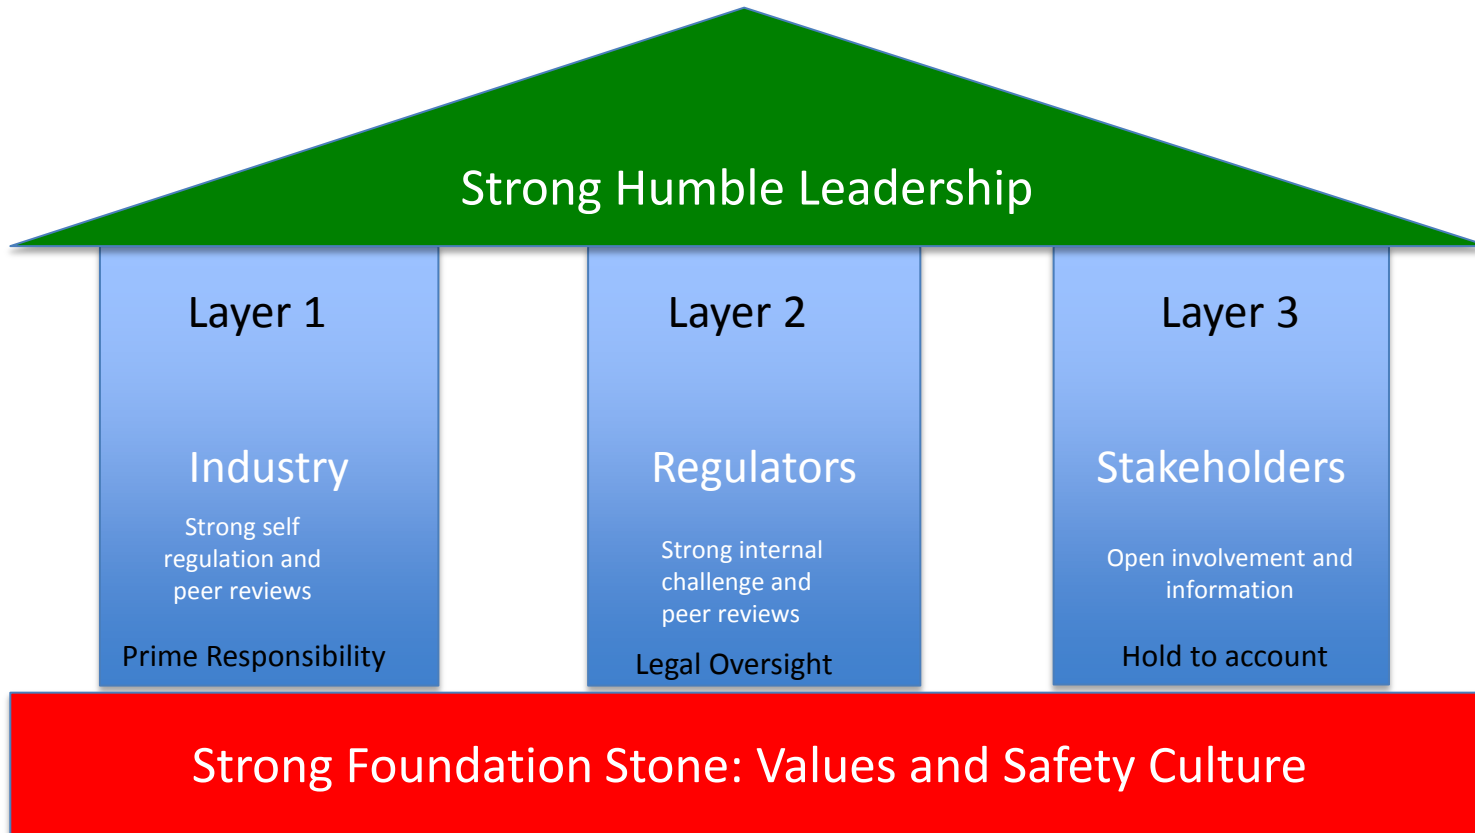 Strong Humble Leadership
Layer 1
Industry
Strong self
regulation and
peer reviews
Prime Responsibility
Layer 2
Regulators
Strong internal
challenge and
peer reviews
Legal Oversight
Layer 3
Stakeholders
Open involvement and
information
Hold to account
Strong Foundation Stone: Values and Safety Culture